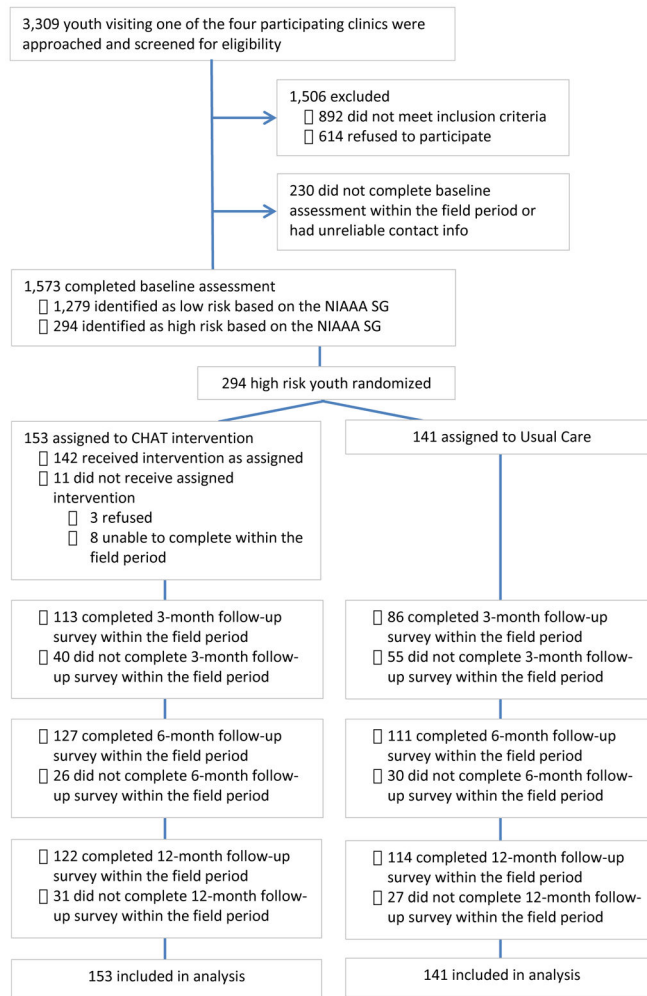 3,309 youth visiting one of the four participating clinics were
approached and screened for eligibility
1,506 excluded
▯ 892 did not meet inclusion criteria
▯ 614 refused to participate
230 did not complete baseline
assessment within the field period or
had unreliable contact info
1,573 completed baseline assessment
▯ 1,279 identified as low risk based on the NIAAA SG
▯ 294 identified as high risk based on the NIAAA SG
294 high risk youth randomized
153 assigned to CHAT intervention
▯ 142 received intervention as assigned
▯ 11 did not receive assigned
intervention
▯ 3 refused
▯ 8 unable to complete within the
field period
141 assigned to Usual Care
▯ 113 completed 3-month follow-up
survey within the field period
▯ 40 did not complete 3-month follow-
up survey within the field period
▯ 86 completed 3-month follow-up
survey within the field period
▯ 55 did not complete 3-month follow-
up survey within the field period
▯ 127 completed 6-month follow-up
survey within the field period
▯ 26 did not complete 6-month follow-
up survey within the field period
▯ 111 completed 6-month follow-up
survey within the field period
▯ 30 did not complete 6-month follow-
up survey within the field period
▯ 122 completed 12-month follow-up
survey within the field period
▯ 31 did not complete 12-month follow-
up survey within the field period
▯ 114 completed 12-month follow-up
survey within the field period
▯ 27 did not complete 12-month follow-
up survey within the field period
153 included in analysis
141 included in analysis